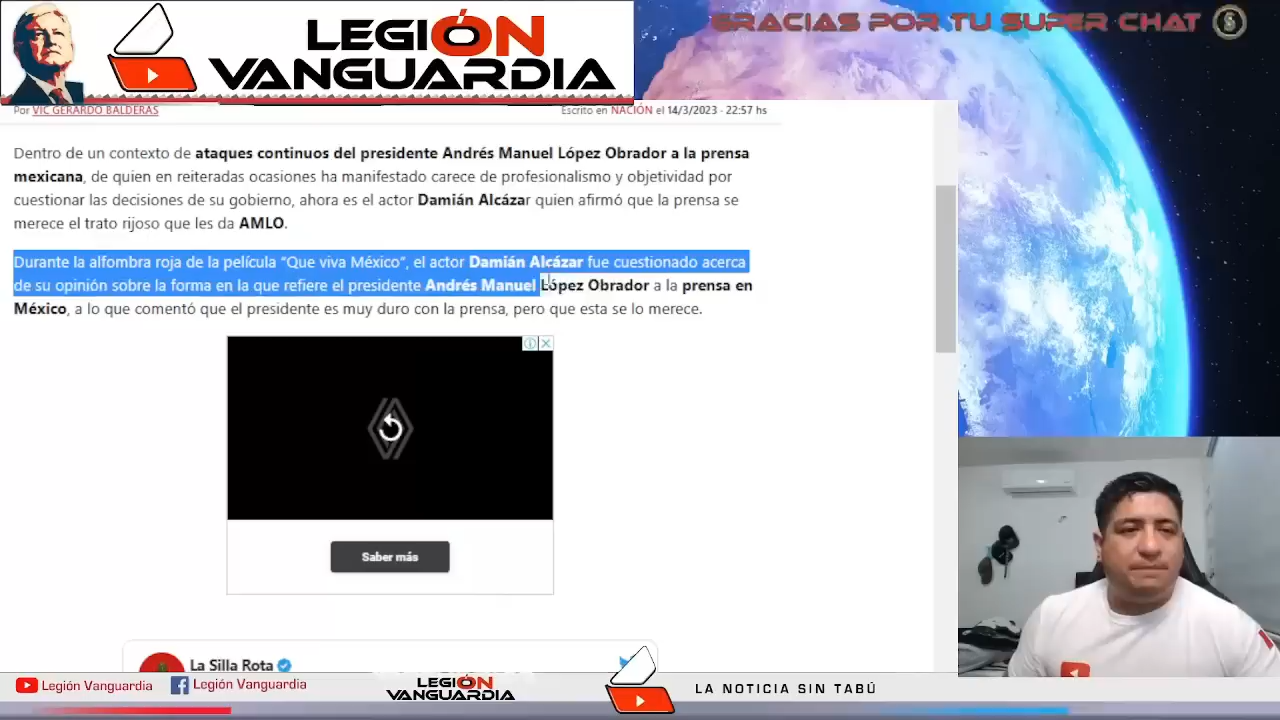 GRACIAS POR TU SUPER CHAT
LEGIÓN
VANGUARDIA
Por VIC GERARDO BALDERAS
Escrito en NACIÓN el 14/3/2023 · 22:57 hs
Dentro de un contexto de ataques continuos del presidente Andrés Manuel López Obrador a la prensa
mexicana, de quien en reiteradas ocasiones ha manifestado carece de profesionalismo y objetividad por
cuestionar las decisiones de su gobierno, ahora es el actor Damián Alcázar quien afirmó que la prensa se
merece el trato rijoso que les da AMLO.
Durante la alfombra roja de la película “Que viva México”, el actor Damián Alcázar fue cuestionado acerca
de su opinión sobre la forma en la que refiere el presidente Andrés Manuel López Obrador a la prensa en
México, a lo que comentó que el presidente es muy duro con la prensa, pero que esta se lo merece.
Saber más
La Silla Rota
Legión Vanguardia
Legión Vanguardia
LEGIÓN
VANGUARDIA
LA NOTICIA SIN TABÚ